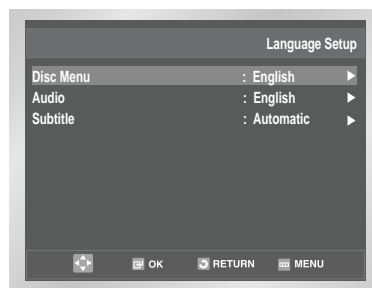 Language Setup
Disc Menu : English ▶
Audio : English ▶
Subtitle : Automatic ▶
OK RETURN MENU